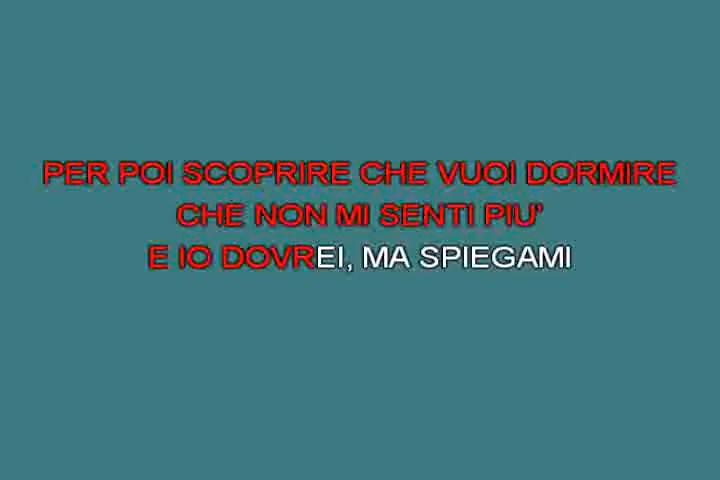 PER POI SCOPRIRE CHE VUOI DORMIRE
CHE NON MI SENTI PIU'
E IO DOVREI, MA SPIEGAMI